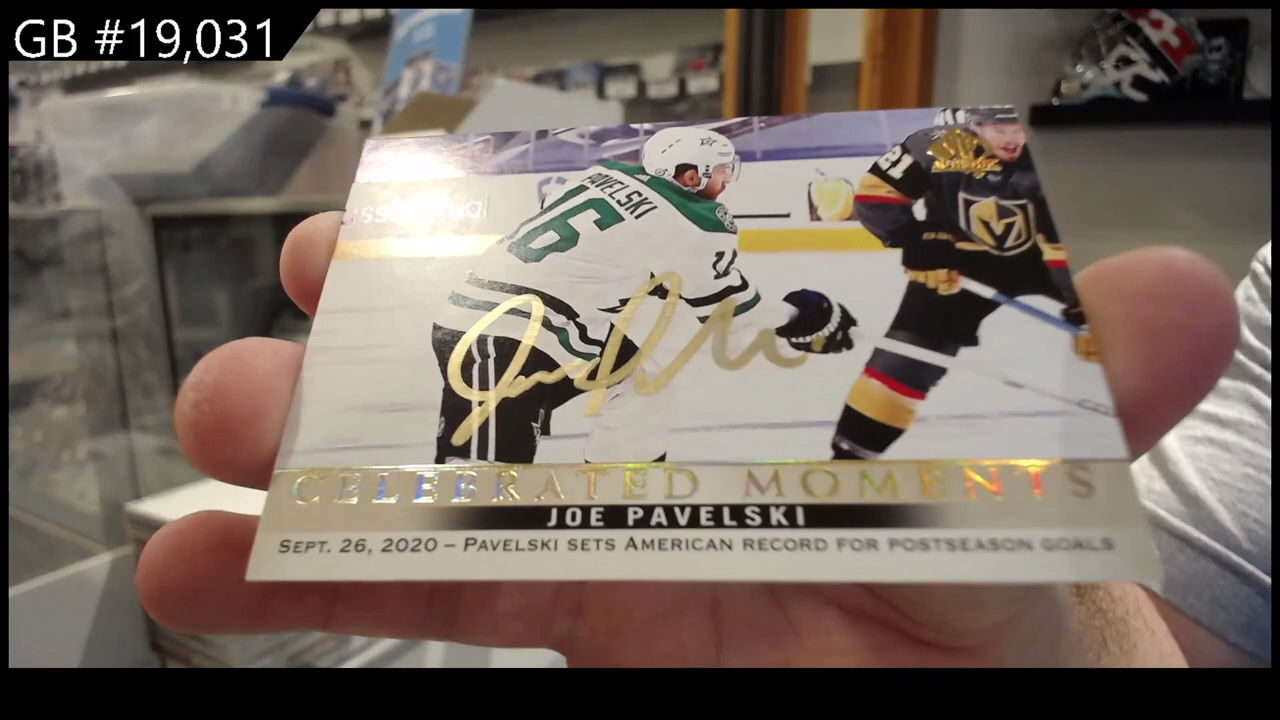 GB #19,031
PAVELSKI
16
21
CELEBRATED MOMENTS
JOE PAVELSKI
SEPT. 26, 2020 – PAVELSKI SETS AMERICAN RECORD FOR POSTSEASON GOALS